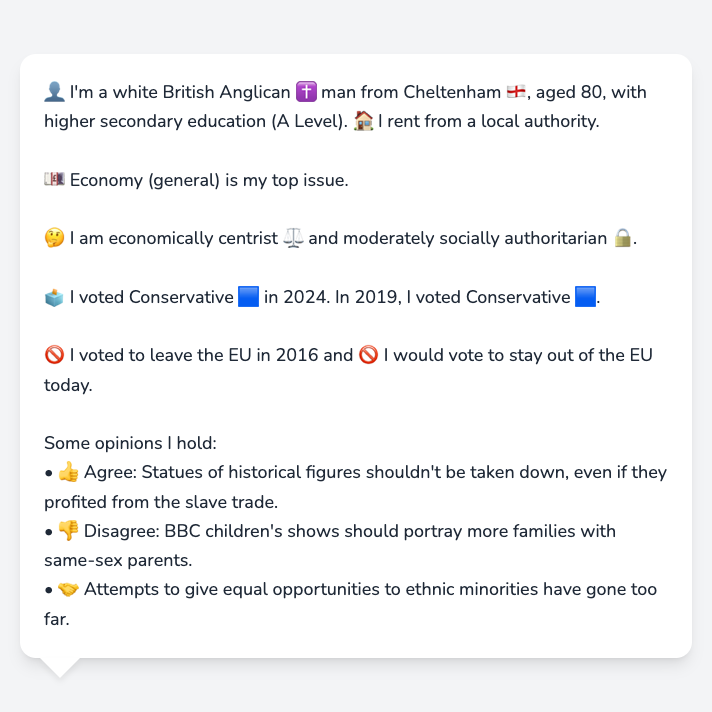 👤 I'm a white British Anglican ✝️ man from Cheltenham 🏴󠁧󠁢󠁥󠁮󠁧󠁿, aged 80, with
higher secondary education (A Level). 🏠 I rent from a local authority.
💷 Economy (general) is my top issue.
🤔 I am economically centrist ⚖️ and moderately socially authoritarian 🔒.
🗳️ I voted Conservative 🟦 in 2024. In 2019, I voted Conservative 🟦.
🚫 I voted to leave the EU in 2016 and 🚫 I would vote to stay out of the EU
today.
Some opinions I hold:
• 👍 Agree: Statues of historical figures shouldn't be taken down, even if they
profited from the slave trade.
• 👎 Disagree: BBC children's shows should portray more families with
same-sex parents.
• 🤝 Attempts to give equal opportunities to ethnic minorities have gone too
far.